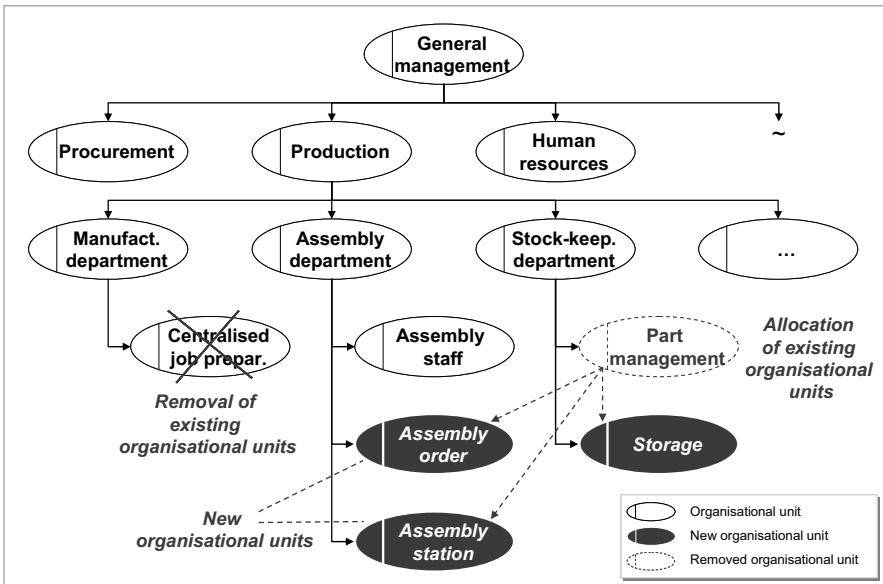 General
management
~
Procurement
Production
Human
resources
Manufact.
department
Assembly
department
Stock-keep.
department
...
Centralised
job prepar.
Assembly
staff
Part
management
Allocation
of existing
organisational
units
Removal of
existing
organisational units
Assembly
order
Storage
New
organisational units
Assembly
station
Organisational unit
New organisational unit
Removed organisational unit